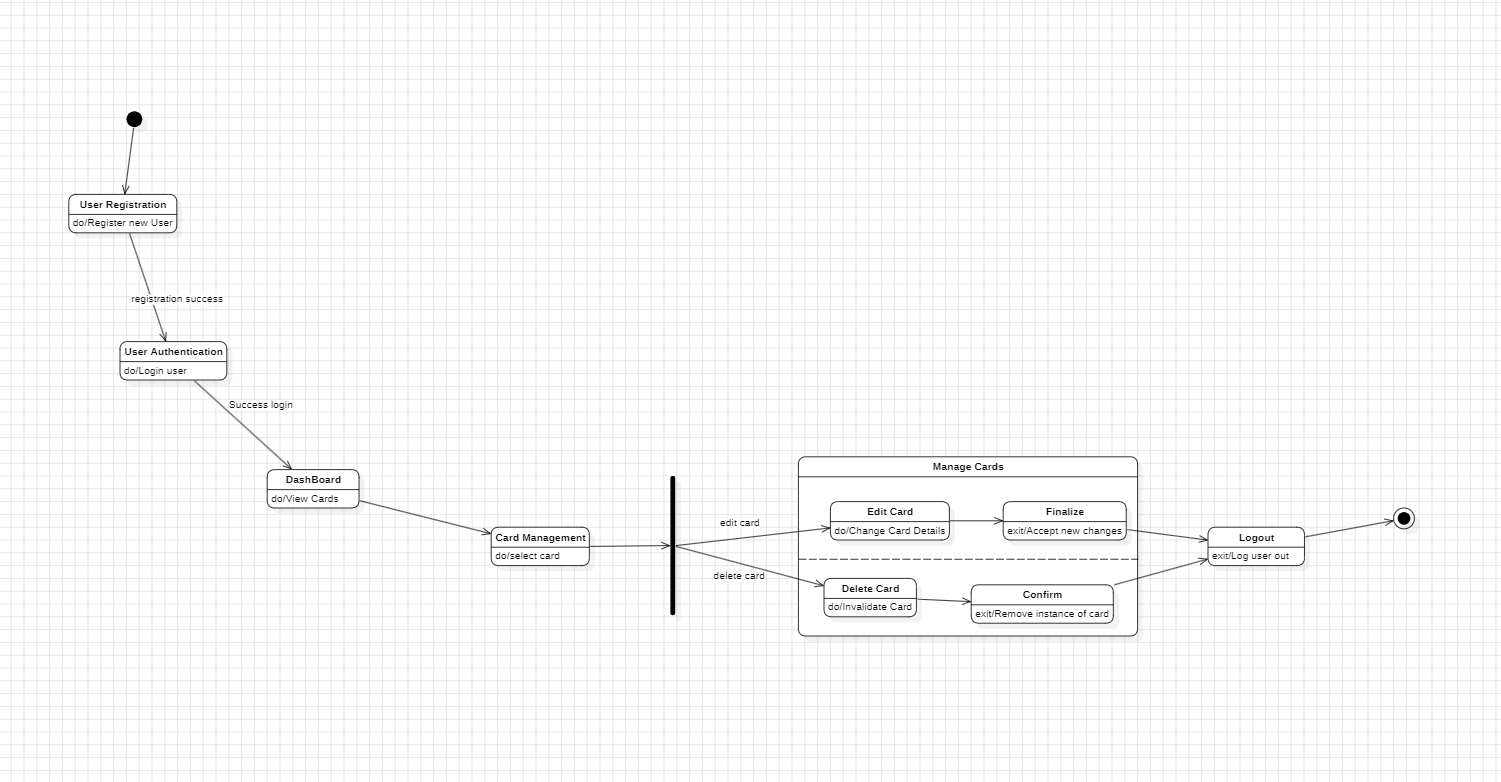 User Registration
do/Register new User
registration success
User Authentication
do/Login user
Success login
DashBoard
do/View Cards
Card Management
do/select card
edit card
delete card
Manage Cards
Edit Card
do/Change Card Details
Finalize
exit/Accept new changes
Delete Card
do/Invalidate Card
Confirm
exit/Remove instance of card
Logout
exit/Log user out